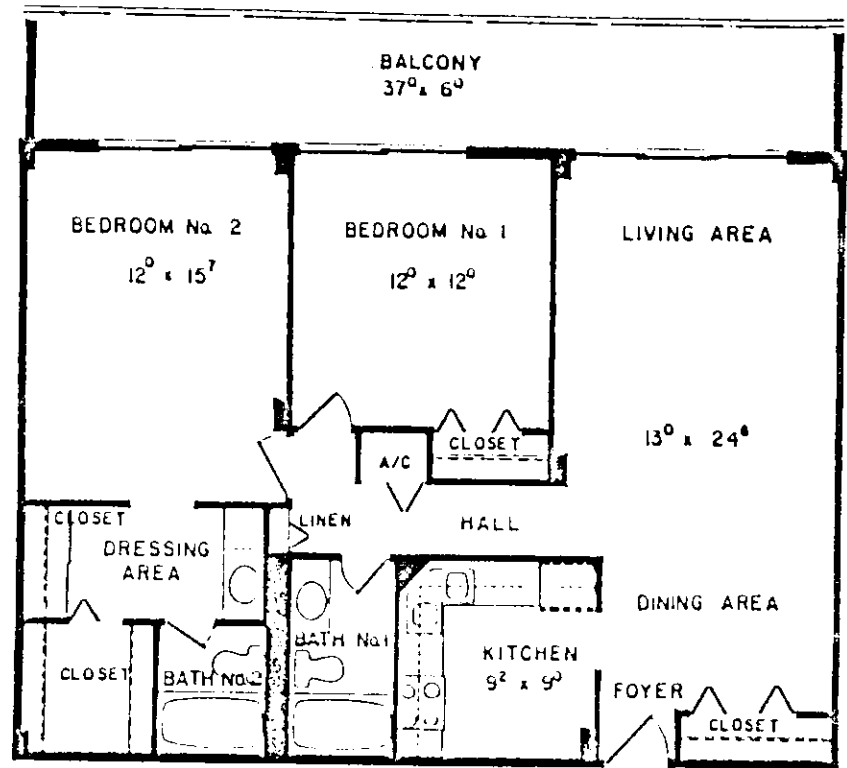 BALCONY
37⁰ x 6⁰
BEDROOM No. 2
12⁰ x 15⁷
BEDROOM No. 1
12⁰ x 12⁰
LIVING AREA
13⁰ x 24⁶
CLOSET
A/C
CLOSET
LINEN
HALL
DRESSING
AREA
DINING AREA
BATH No.1
KITCHEN
9² x 9⁰
CLOSET
BATH No.2
FOYER
CLOSET